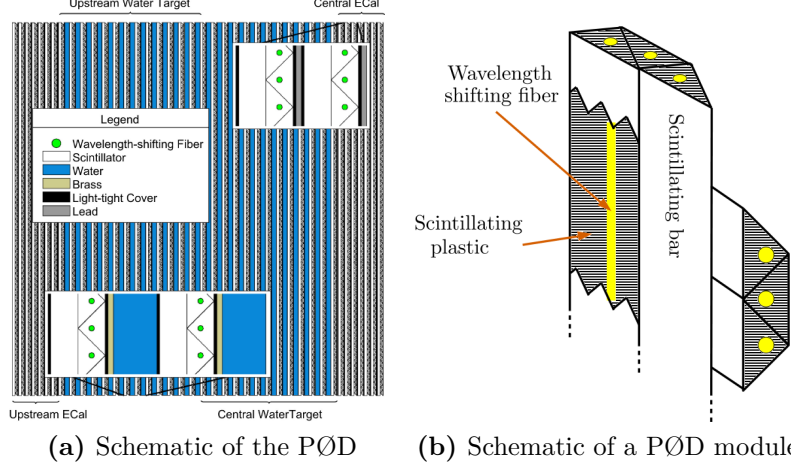 Upstream Water Target
Central ECal
Legend
Wavelength-shifting Fiber
Scintillator
Water
Brass
Light-tight Cover
Lead
Upstream ECal
Central WaterTarget
(a) Schematic of the PØD
Wavelength
shifting fiber
Scintillating
plastic
Scintillating bar
(b) Schematic of a PØD module